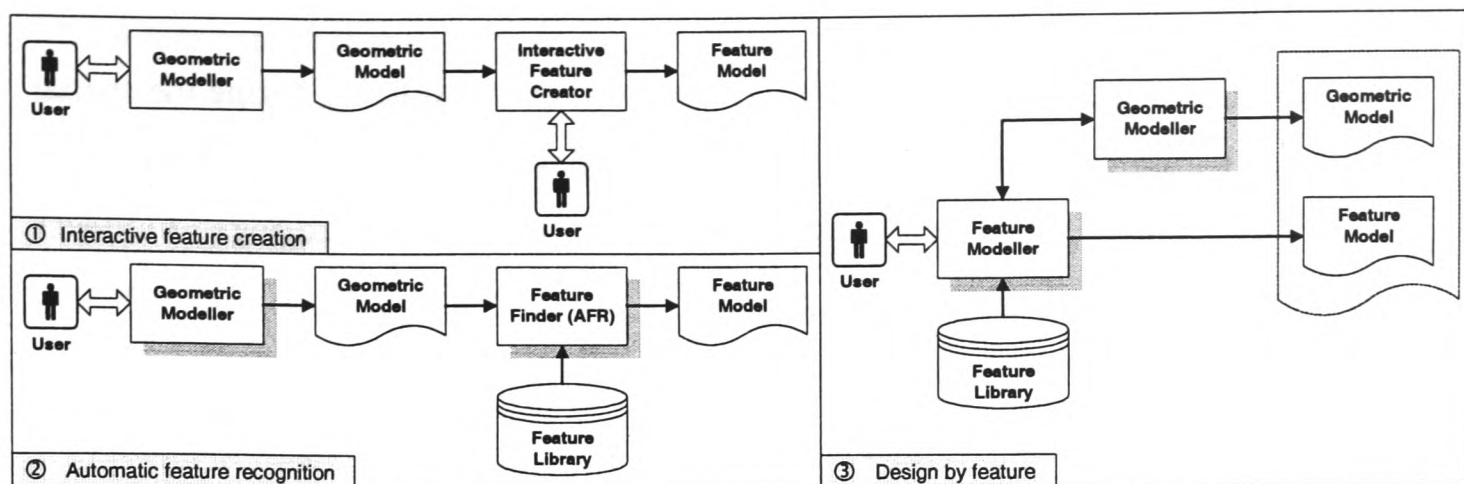 User
Geometric
Modeller
Geometric
Model
Interactive
Feature
Creator
Feature
Model
User
① Interactive feature creation
User
Geometric
Modeller
Geometric
Model
Feature
Finder (AFR)
Feature
Model
Feature
Library
② Automatic feature recognition
User
Feature
Modeller
Geometric
Modeller
Geometric
Model
Feature
Model
Feature
Library
③ Design by feature